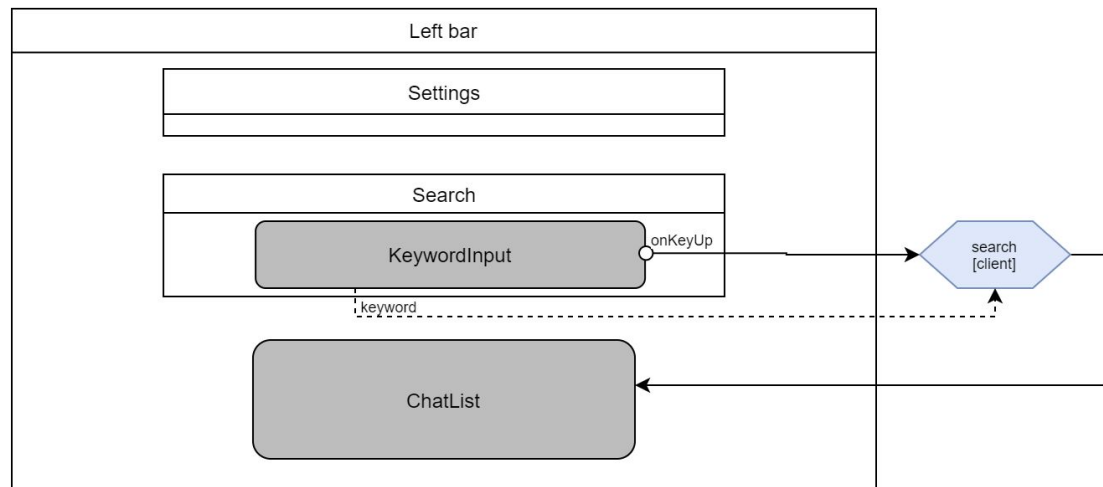 Left bar
Settings
Search
KeywordInput
onKeyUp
search
[client]
keyword
ChatList